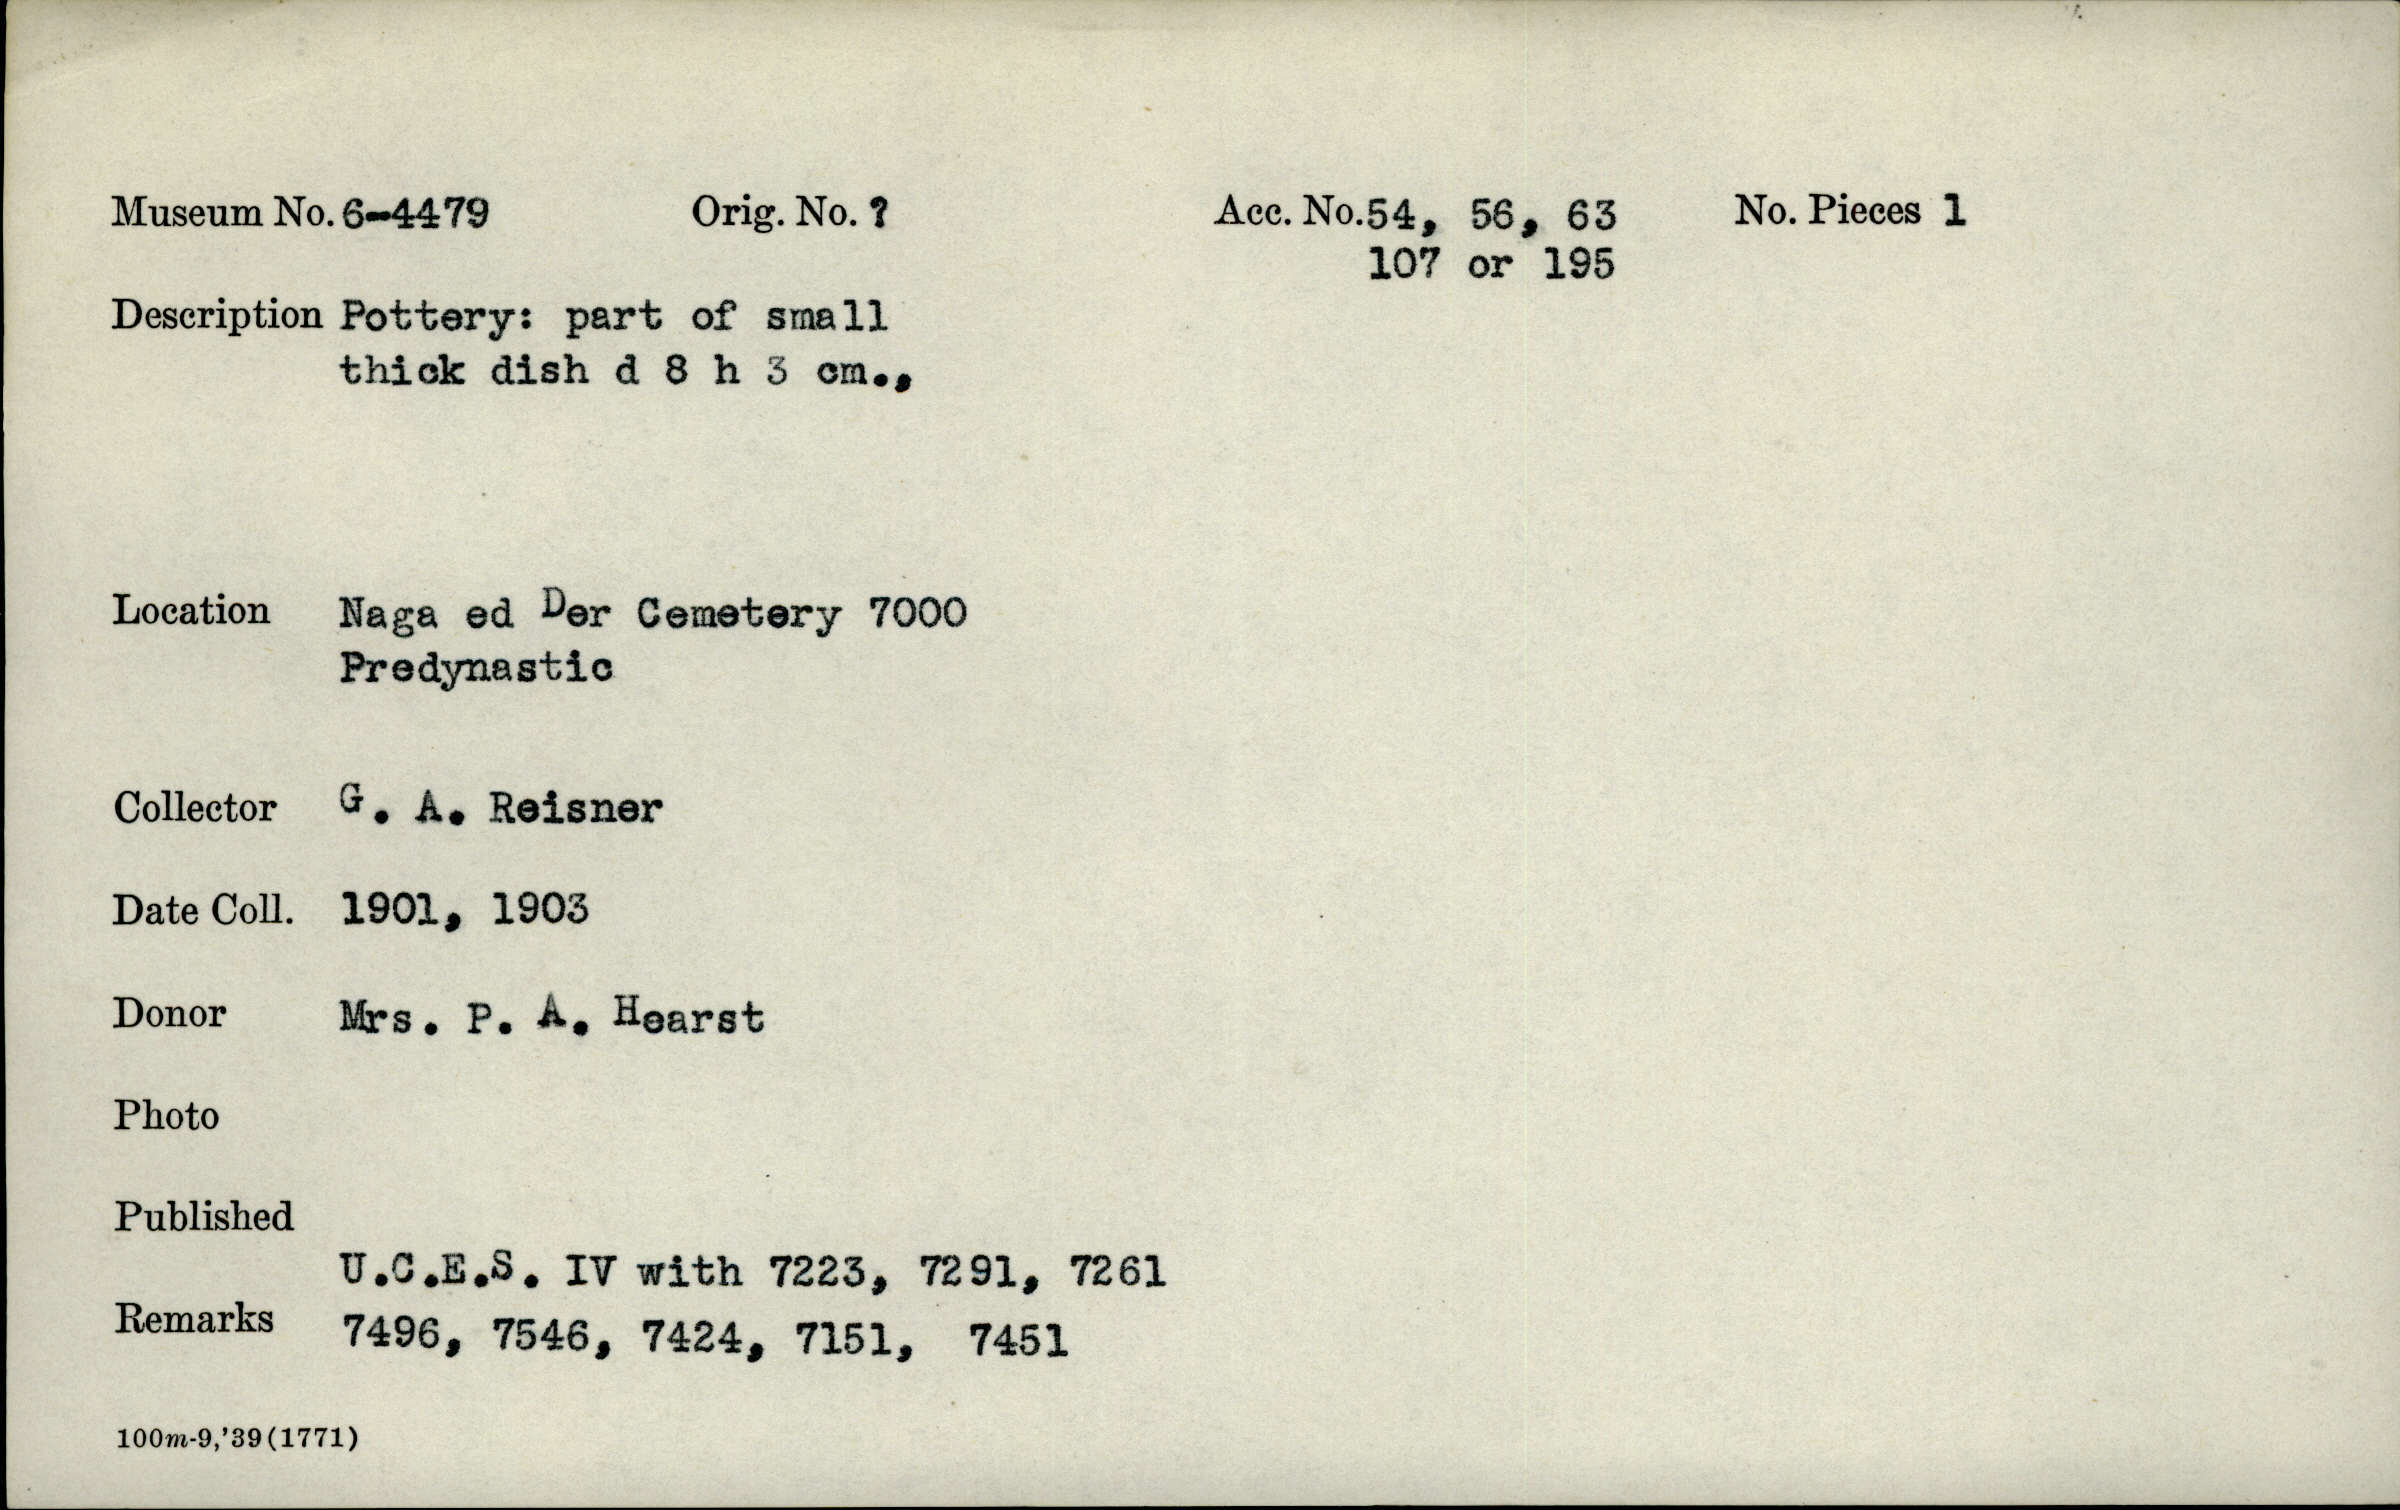 Museum No. 6-4479 Orig. No. ? Acc. No. 54, 56, 63 No. Pieces 1
107 or 195
Description Pottery: part of small
thick dish d 8 h 3 cm.,
Location Naga ed Der Cemetery 7000
Predynastic
Collector G. A. Reisner
Date Coll. 1901, 1903
Donor Mrs. P. A. Hearst
Photo
Published
U.C.E.S. IV with 7223, 7291, 7261
Remarks 7496, 7546, 7424, 7151, 7451
100m-9,'39(1771)